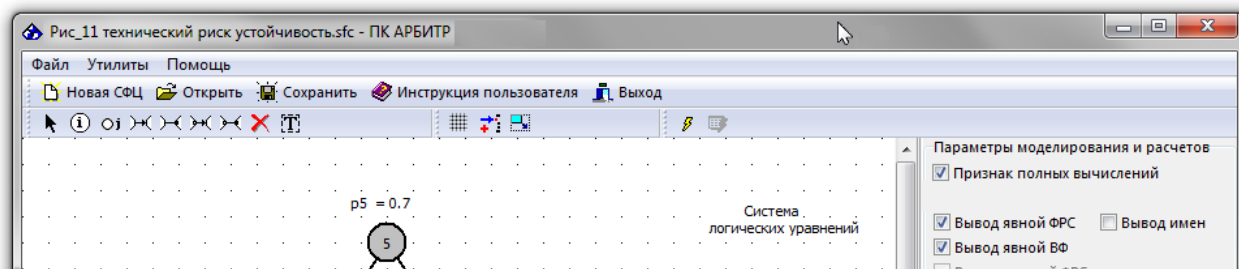 Рис_11 технический риск устойчивость.sfc - ПК АРБИТР
Файл Утилиты Помощь
Новая СФЦ Открыть Сохранить Инструкция пользователя Выход
Параметры моделирования и расчетов
Признак полных вычислений
p5 = 0.7
Система
логических уравнений
5
Вывод явной ФРС Вывод имен
Вывод явной ВФ